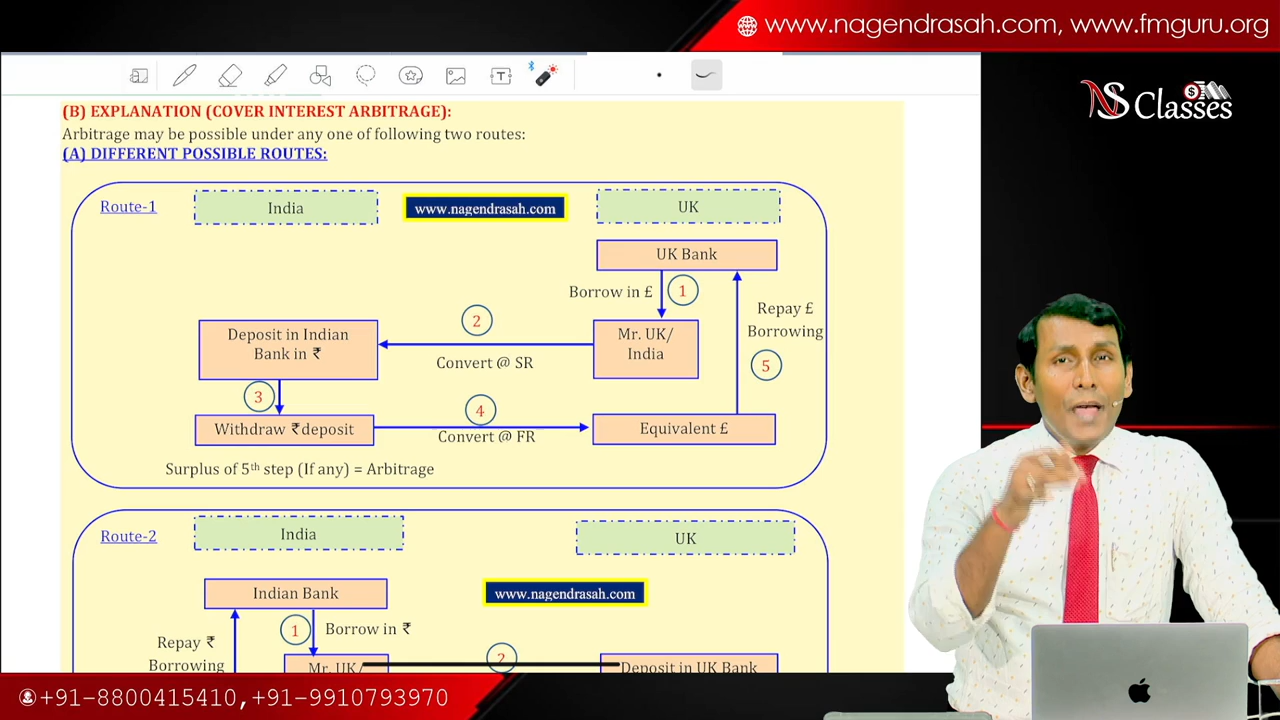 www.nagendrasah.com, www.fmguru.org
NS Classes
(B) EXPLANATION (COVER INTEREST ARBITRAGE):
Arbitrage may be possible under any one of following two routes:
(A) DIFFERENT POSSIBLE ROUTES:
Route-1
India
www.nagendrasah.com
UK
UK Bank
Borrow in £
1
Repay £
Borrowing
5
2
Deposit in Indian
Bank in ₹
Convert @ SR
Mr. UK/
India
3
4
Withdraw ₹deposit
Convert @ FR
Equivalent £
Surplus of 5th step (If any) = Arbitrage
Route-2
India
UK
Indian Bank
www.nagendrasah.com
1
Borrow in ₹
Repay ₹
Borrowing
Mr. UK/
2
Deposit in UK Bank
+91-8800415410,+91-9910793970